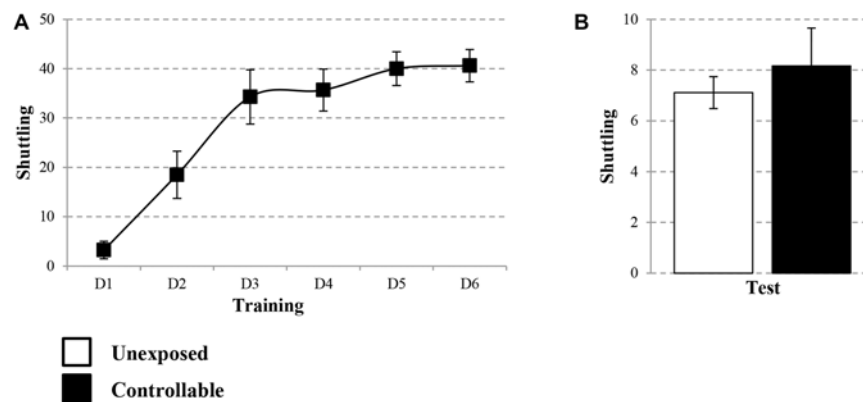 A
50
40
30
20
10
0
Shuttling
D1 D2 D3 D4 D5 D6
Training
B
10
8
6
4
2
0
Shuttling
Test
Unexposed
Controllable